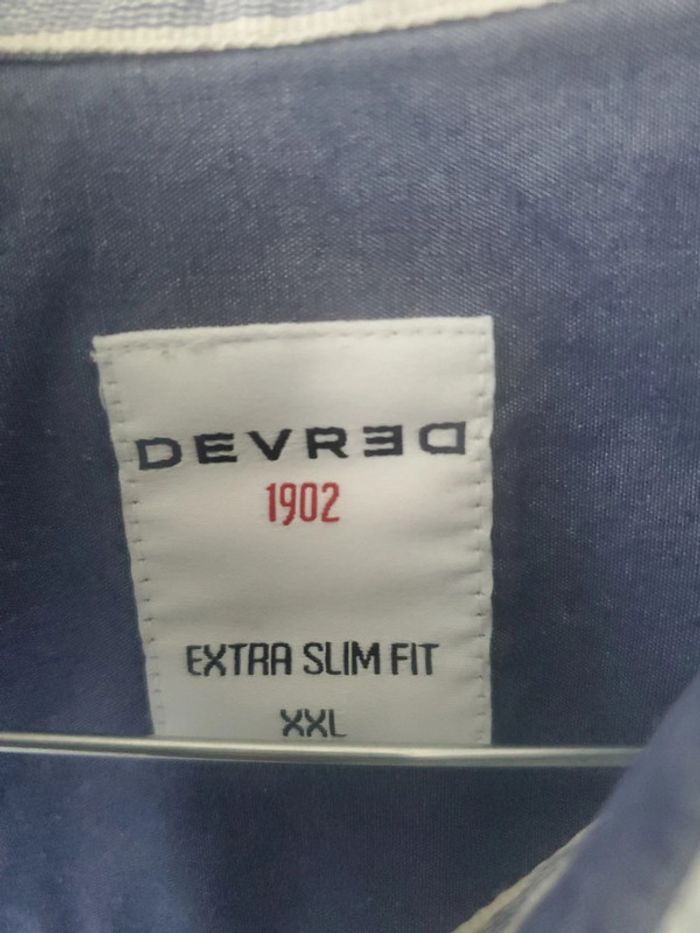 DEVRED
1902
EXTRA SLIM FIT
XXL